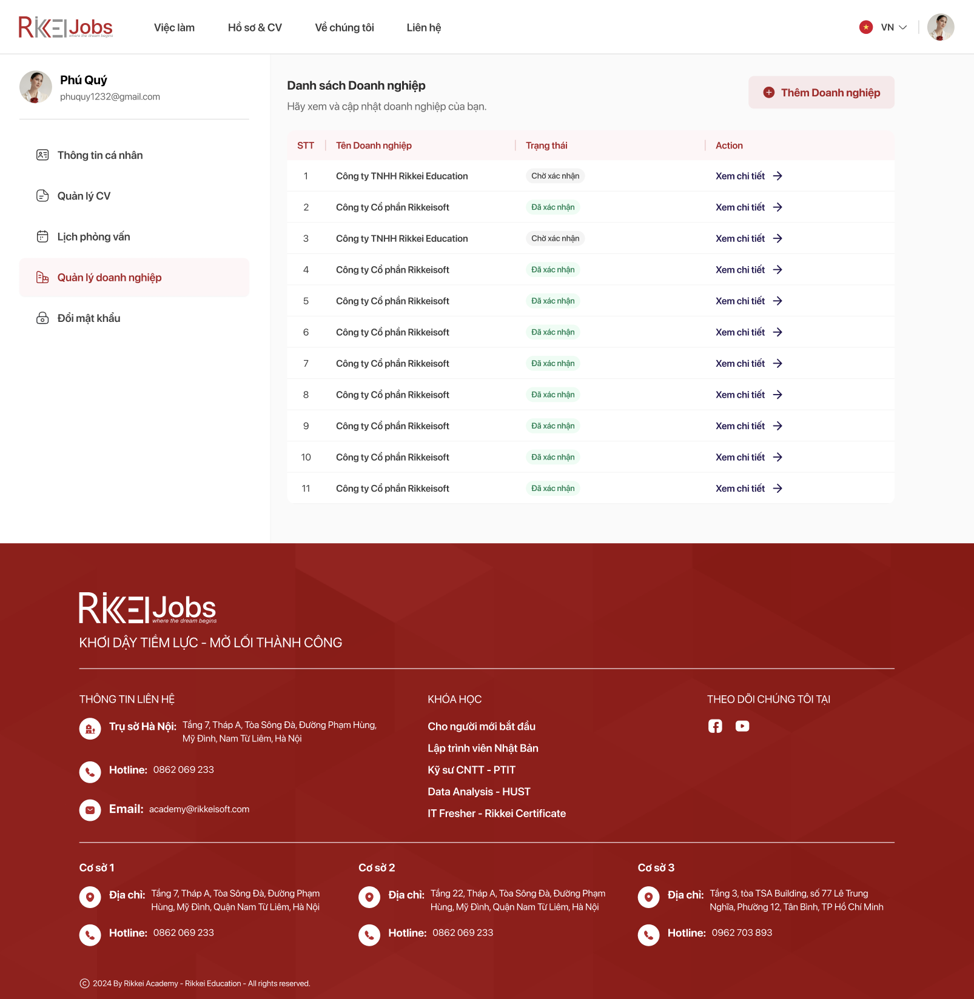 RIKKEI Jobs
where the dream begins
Việc làm
Hồ sơ & CV
Về chúng tôi
Liên hệ
VN
Phú Quý
phuquy1232@gmail.com
Thông tin cá nhân
Quản lý CV
Lịch phỏng vấn
Quản lý doanh nghiệp
Đổi mật khẩu
Danh sách Doanh nghiệp
Hãy xem và cập nhật doanh nghiệp của bạn.
Thêm Doanh nghiệp
STT Tên Doanh nghiệp Trạng thái Action
1 Công ty TNHH Rikkei Education Chờ xác nhận Xem chi tiết
2 Công ty Cổ phần Rikkeisoft Đã xác nhận Xem chi tiết
3 Công ty TNHH Rikkei Education Chờ xác nhận Xem chi tiết
4 Công ty Cổ phần Rikkeisoft Đã xác nhận Xem chi tiết
5 Công ty Cổ phần Rikkeisoft Đã xác nhận Xem chi tiết
6 Công ty Cổ phần Rikkeisoft Đã xác nhận Xem chi tiết
7 Công ty Cổ phần Rikkeisoft Đã xác nhận Xem chi tiết
8 Công ty Cổ phần Rikkeisoft Đã xác nhận Xem chi tiết
9 Công ty Cổ phần Rikkeisoft Đã xác nhận Xem chi tiết
10 Công ty Cổ phần Rikkeisoft Đã xác nhận Xem chi tiết
11 Công ty Cổ phần Rikkeisoft Đã xác nhận Xem chi tiết
RIKKEI Jobs
where the dream begins
KHƠI DẬY TIỀM LỰC - MỞ LỐI THÀNH CÔNG
THÔNG TIN LIÊN HỆ
Trụ sở Hà Nội: Tầng 7, Tháp A, Tòa Sông Đà, Đường Phạm Hùng,
Mỹ Đình, Nam Từ Liêm, Hà Nội
Hotline: 0862 069 233
Email: academy@rikkeisoft.com
KHÓA HỌC
Cho người mới bắt đầu
Lập trình viên Nhật Bản
Kỹ sư CNTT - PTIT
Data Analysis - HUST
IT Fresher - Rikkei Certificate
THEO DÕI CHÚNG TÔI TẠI
Cơ sở 1
Địa chỉ: Tầng 7, Tháp A, Tòa Sông Đà, Đường Phạm
Hùng, Mỹ Đình, Quận Nam Từ Liêm, Hà Nội
Hotline: 0862 069 233
Cơ sở 2
Địa chỉ: Tầng 22, Tháp A, Tòa Sông Đà, Đường Phạm
Hùng, Mỹ Đình, Quận Nam Từ Liêm, Hà Nội
Hotline: 0862 069 233
Cơ sở 3
Địa chỉ: Tầng 3, tòa TSA Building, số 77 Lê Trung
Nghĩa, Phường 12, Tân Bình, TP Hồ Chí Minh
Hotline: 0962 703 893
© 2024 By Rikkei Academy - Rikkei Education - All rights reserved.